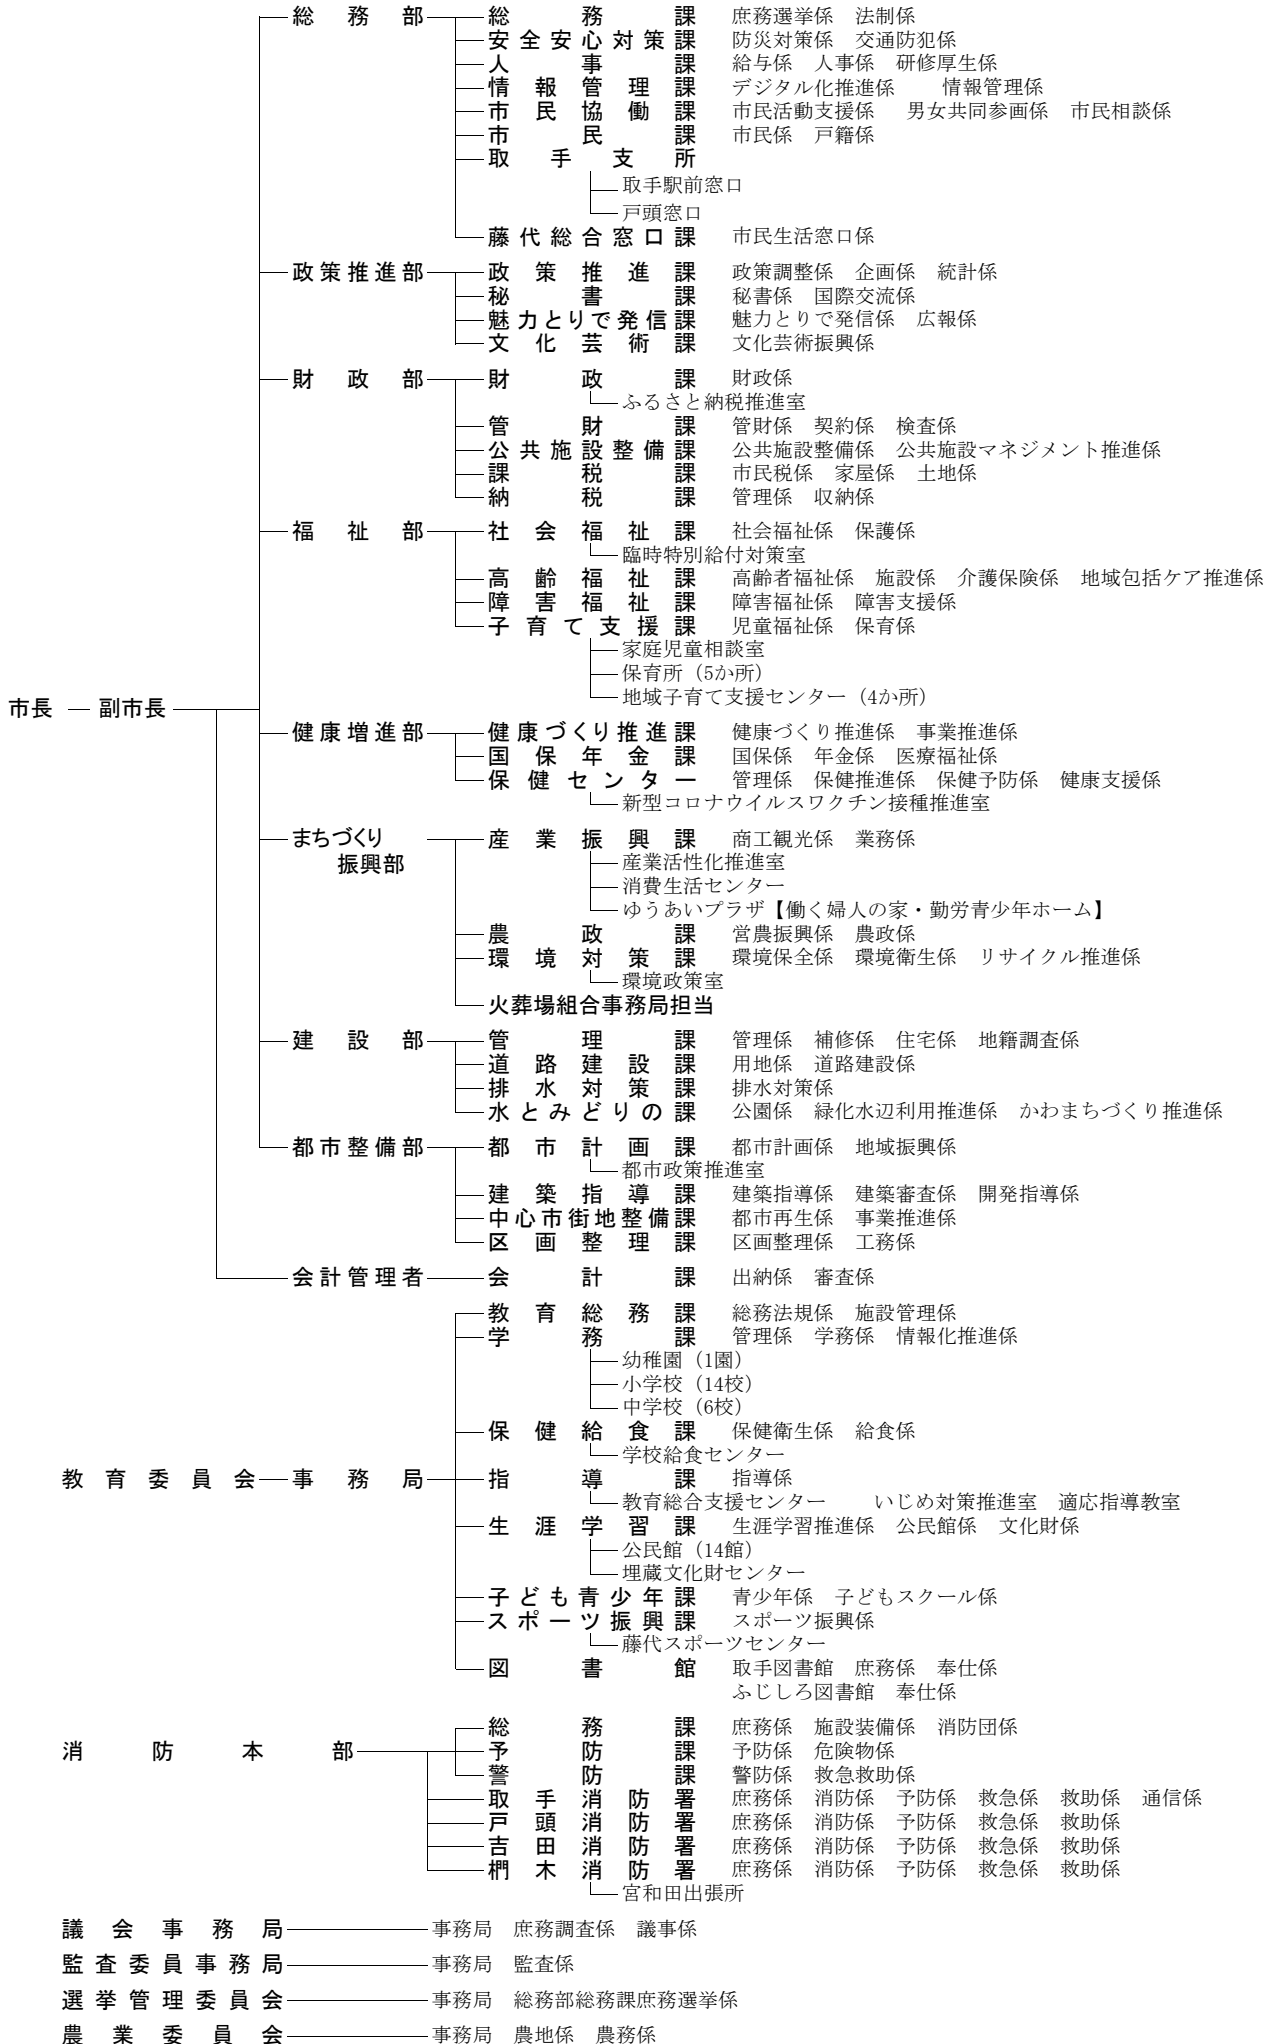 総務部 総務課 庶務選挙係 法制係
安全安心対策課 防災対策係 交通防犯係
人事課 給与係 人事係 研修厚生係
情報管理課 デジタル化推進係 情報管理係
市民協働課 市民活動支援係 男女共同参画係 市民相談係
市民課 市民係 戸籍係
取手支所
取手駅前窓口
戸頭窓口
藤代総合窓口課 市民生活窓口係
政策推進部 政策推進課 政策調整係 企画係 統計係
秘書課 秘書係 国際交流係
魅力とりで発信課 魅力とりで発信係 広報係
文化芸術課 文化芸術振興係
財政部 財政課 財政係
ふるさと納税推進室
管財課 管財係 契約係 検査係
公共施設整備課 公共施設整備係 公共施設マネジメント推進係
課税課 市民税係 家屋係 土地係
納税課 管理係 収納係
福祉部 社会福祉課 社会福祉係 保護係
臨時特別給付対策室
高齢福祉課 高齢者福祉係 施設係 介護保険係 地域包括ケア推進係
障害福祉課 障害福祉係 障害支援係
子育て支援課 児童福祉係 保育係
家庭児童相談室
保育所（5か所）
地域子育て支援センター（4か所）
市長 副市長
健康増進部 健康づくり推進課 健康づくり推進係 事業推進係
国保年金課 国保係 年金係 医療福祉係
保健センター 管理係 保健推進係 保健予防係 健康支援係
新型コロナウイルスワクチン接種推進室
まちづくり 産業振興課 商工観光係 業務係
振興部 産業活性化推進室
消費生活センター
ゆうあいプラザ【働く婦人の家・勤労青少年ホーム】
農政課 営農振興係 農政係
環境対策課 環境保全係 環境衛生係 リサイクル推進係
環境政策室
火葬場組合事務局担当
建設部 管理課 管理係 補修係 住宅係 地籍調査係
道路建設課 用地係 道路建設係
排水対策課 排水対策係
水とみどりの課 公園係 緑化水辺利用推進係 かわまちづくり推進係
都市整備部 都市計画課 都市計画係 地域振興係
都市政策推進室
建築指導課 建築指導係 建築審査係 開発指導係
中心市街地整備課 都市再生係 事業推進係
区画整理課 区画整理係 工務係
会計管理者 会計課 出納係 審査係
教育総務課 総務法規係 施設管理係
学務課 管理係 学務係 情報化推進係
幼稚園（1園）
小学校（14校）
中学校（6校）
保健給食課 保健衛生係 給食係
学校給食センター
教育委員会 事務局 指導課 指導係
教育総合支援センター いじめ対策推進室 適応指導教室
生涯学習課 生涯学習推進係 公民館係 文化財係
公民館（14館）
埋蔵文化財センター
子ども青少年課 青少年係 子どもスクール係
スポーツ振興課 スポーツ振興係
藤代スポーツセンター
図書館 取手図書館 庶務係 奉仕係
ふじしろ図書館 奉仕係
総務課 庶務係 施設装備係 消防団係
消防本部 予防課 予防係 危険物係
警防課 警防係 救急救助係
取手消防署 庶務係 消防係 予防係 救急係 救助係 通信係
戸頭消防署 庶務係 消防係 予防係 救急係 救助係
吉田消防署 庶務係 消防係 予防係 救急係 救助係
椚木消防署 庶務係 消防係 予防係 救急係 救助係
宮和田出張所
議会事務局 事務局 庶務調査係 議事係
監査委員事務局 事務局 監査係
選挙管理委員会 事務局 総務部総務課庶務選挙係
農業委員会 事務局 農地係 農務係